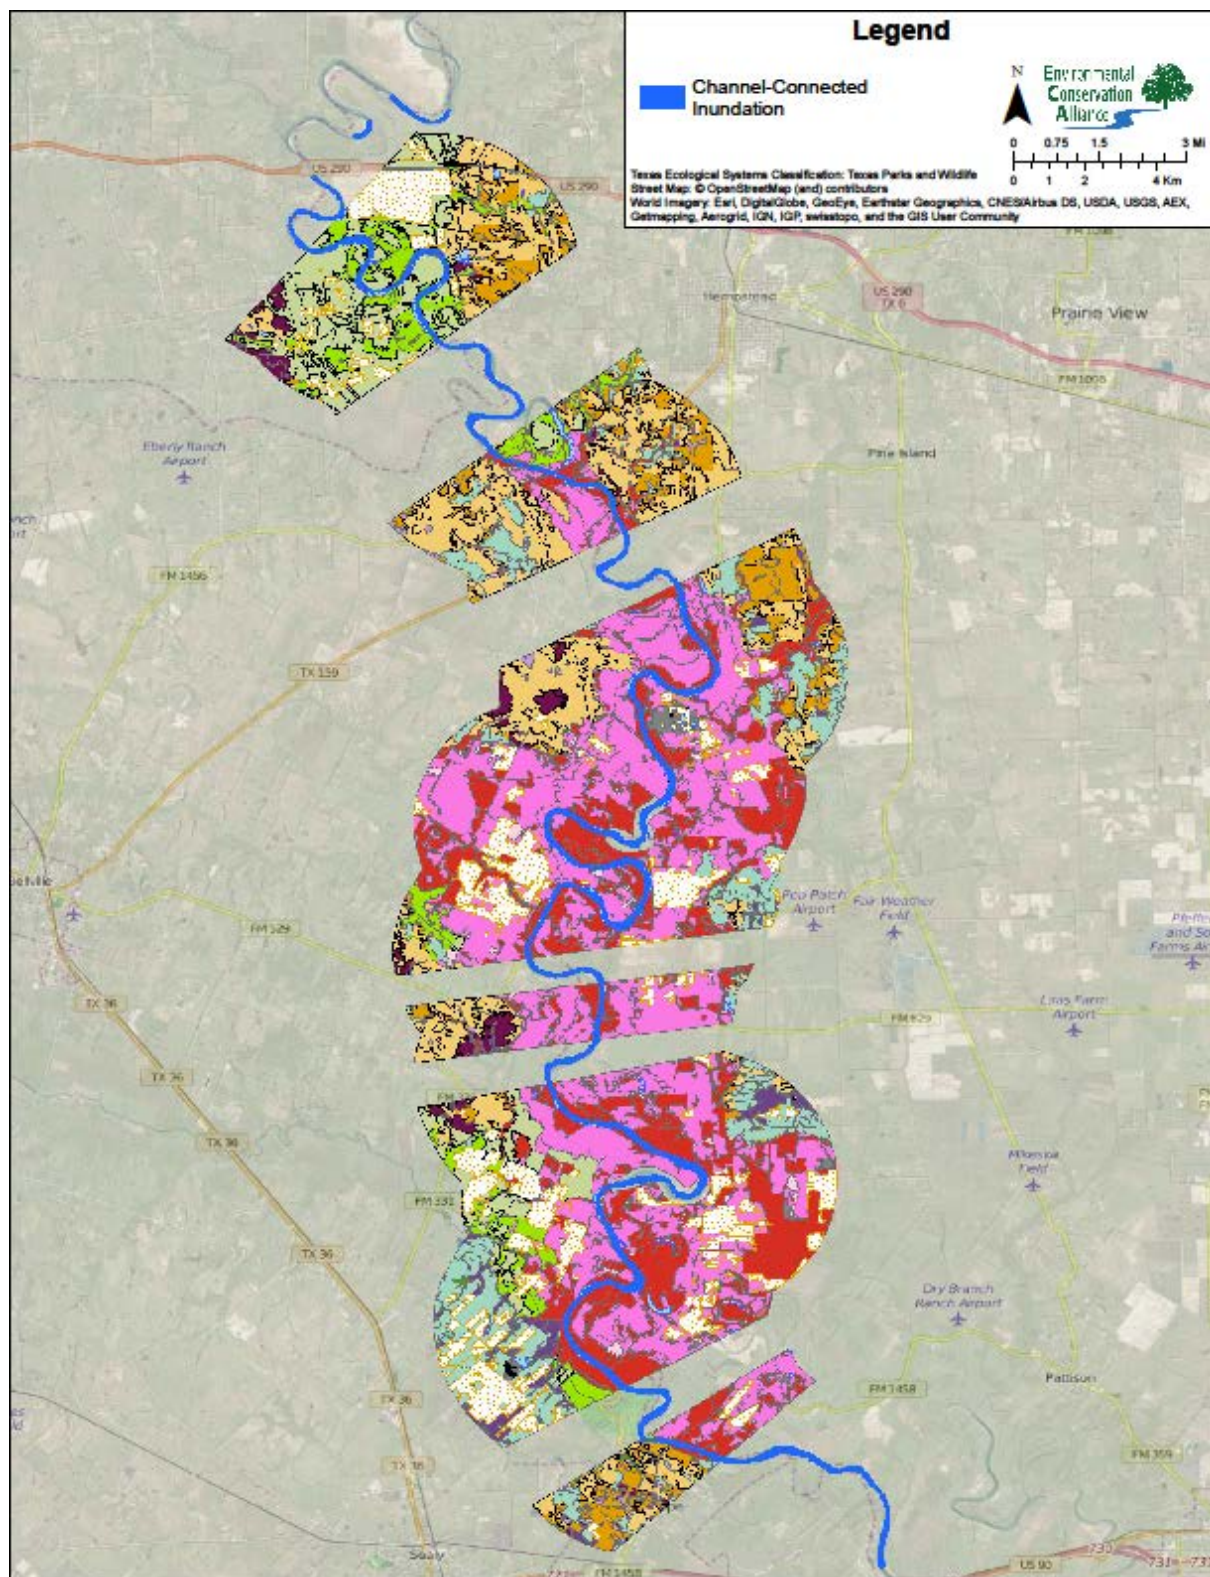 Legend
Channel-Connected
Inundation
N
Environmental
Conservation
Alliance
0 0.75 1.5 3 Mi
0 1 2 4 Km
Texas Ecological Systems Classification: Texas Parks and Wildlife
Street Map: © OpenStreetMap (and) contributors
World Imagery: Esri, DigitalGlobe, GeoEye, Earthstar Geographics, CNES/Airbus DS, USDA, USGS, AEX,
Getmapping, Aerogrid, IGN, IGP, swisstopo, and the GIS User Community
US 290
US 290
Hempstead
US 290
TX 6
Prairie View
Eberly Ranch
Airport
Pine Island
FM 1456
TX 159
Airport
Fair Weather
Field
FM 529
Farms
TX 36
Airport
FM 529
TX 36
TX 36
Field
FM 331
TX 36
Dry Branch
Ranch Airport
Pattison
TX 36
FM 1458
FM 359
TX 36
Sealy
FM 1458
US 90